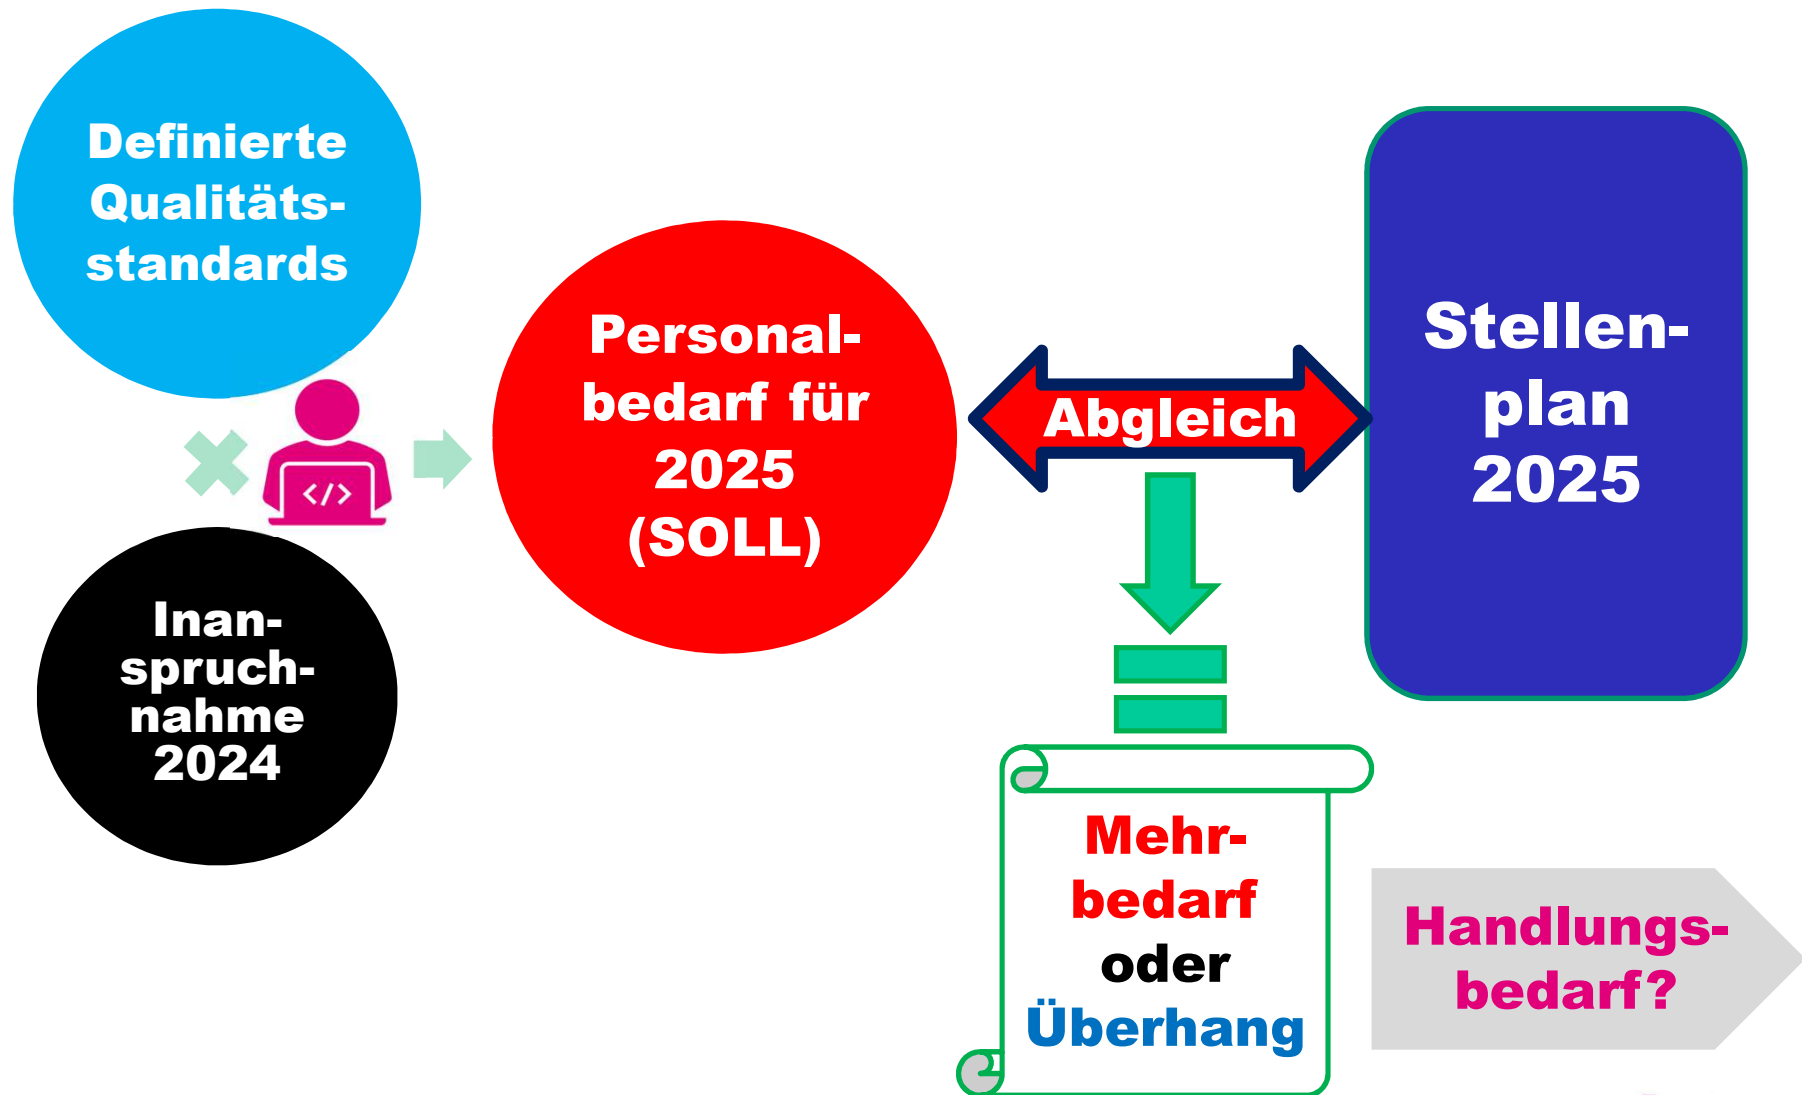 Definierte
Qualitäts-
standards
</>
Inan-
spruch-
nahme
2024
Personal-
bedarf für
2025
(SOLL)
Abgleich
Stellen-
plan
2025
Mehr-
bedarf
oder
Überhang
Handlungs-
bedarf?